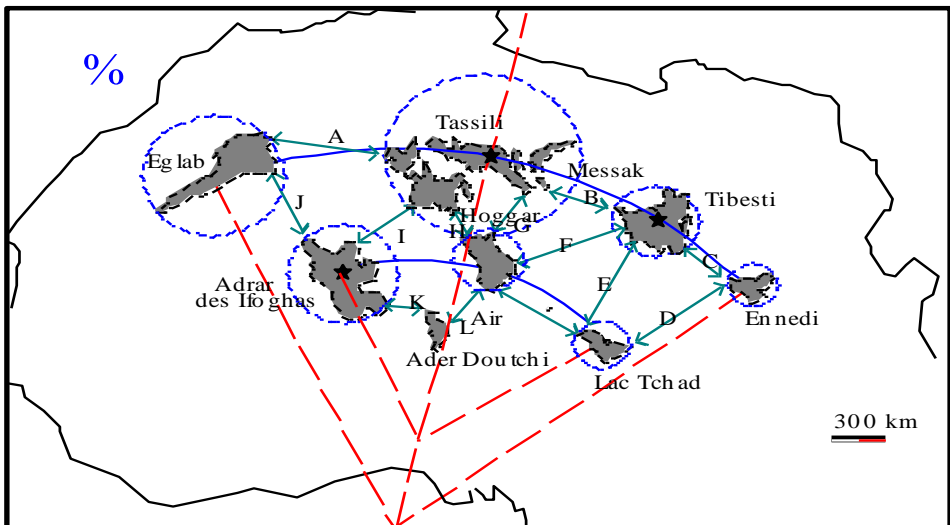 %
A
Tassili
Eglab
Messak
B
Tibesti
J
Hoggar
H
G
I
F
C
Adrar
des Ifoghas
E
K
L
Air
D
Ennedi
Ader Doutchi
Lac Tchad
300 km